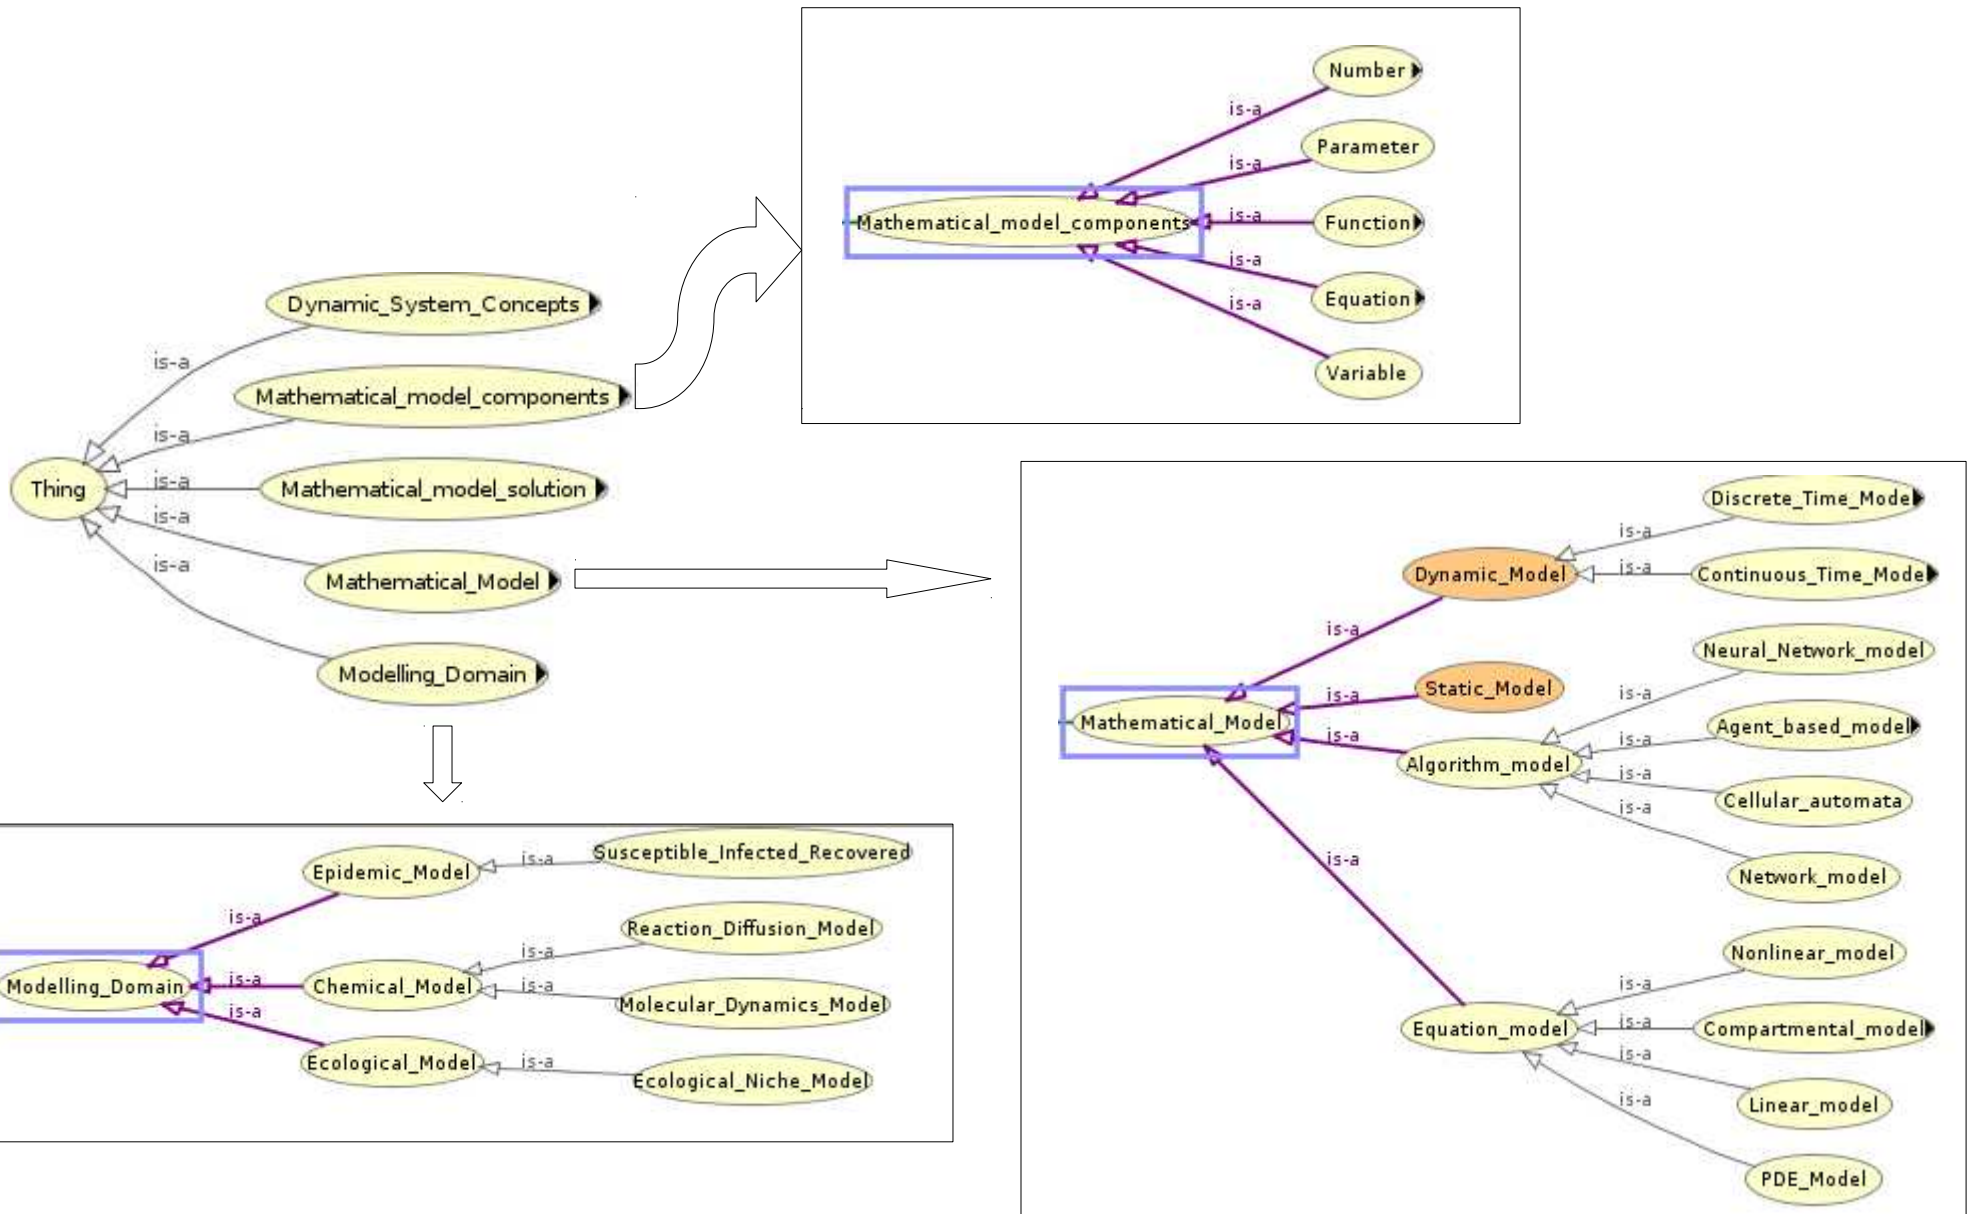 Number
is-a
Parameter
is-a
Mathematical_model_components
is-a
Function
is-a
Equation
is-a
Variable
Dynamic_System_Concepts
is-a
Mathematical_model_components
is-a
Thing
is-a
Mathematical_model_solution
is-a
Mathematical_Model
is-a
Modelling_Domain
Discrete_Time_Mode
is-a
Dynamic_Model
is-a
Continuous_Time_Mode
is-a
Neural_Network_model
Static_Model
is-a
is-a
Mathematical_Model
Agent_based_model
is-a
is-a
Algorithm_model
is-a
Cellular_automata
is-a
Network_model
is-a
Nonlinear_model
is-a
Equation_model
is-a
Compartmental_model
is-a
Linear_model
is-a
PDE_Model
Susceptible_Infected_Recovered
is-a
Epidemic_Model
is-a
Reaction_Diffusion_Model
is-a
Modelling_Domain
is-a
Chemical_Model
is-a
Molecular_Dynamics_Model
is-a
Ecological_Model
is-a
Ecological_Niche_Model